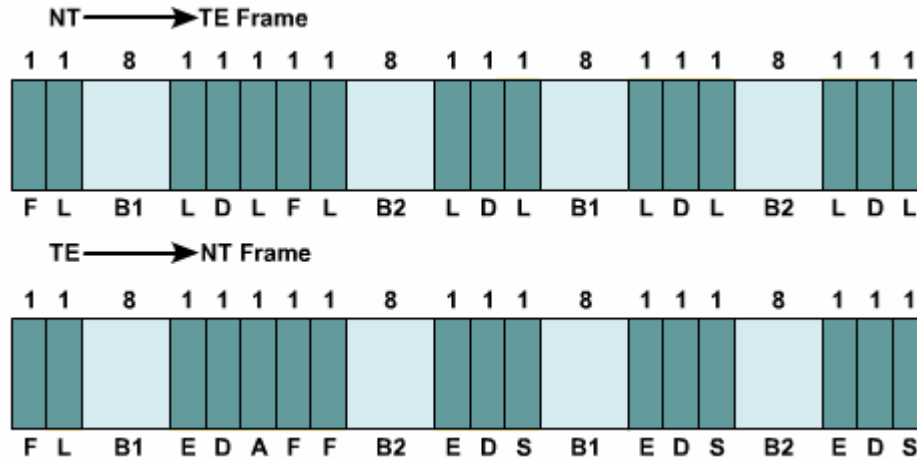 NT TE Frame
1 1 8 1 1 1 1 1 8 1 1 1 8 1 1 1 8 1 1 1
F L B1 L D L F L B2 L D L B1 L D L B2 L D L
TE NT Frame
1 1 8 1 1 1 1 1 8 1 1 1 8 1 1 1 8 1 1 1
F L B1 E D A F F B2 E D S B1 E D S B2 E D S